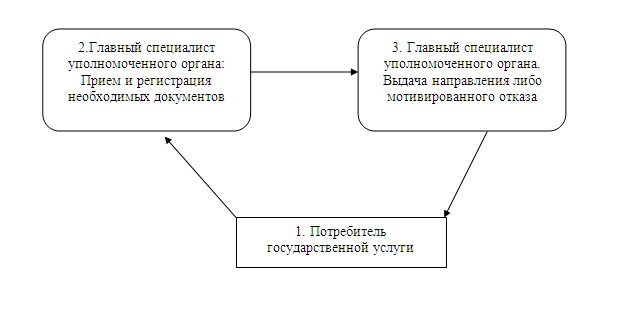 2.Главный специалист
уполномоченного органа:
Прием и регистрация
необходимых документов
3. Главный специалист
уполномоченного органа.
Выдача направления либо
мотивированного отказа
1. Потребитель
государственной услуги